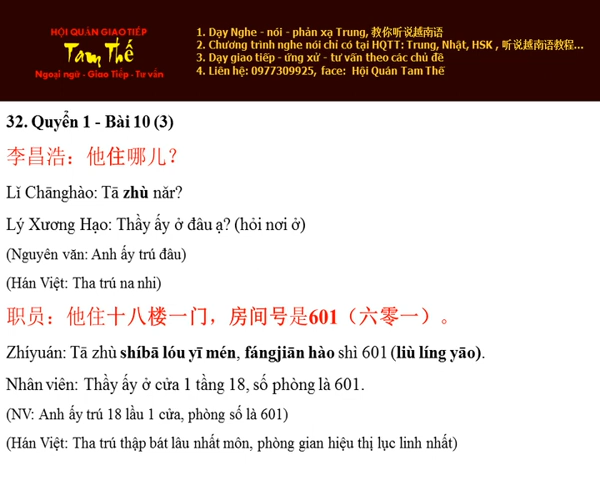 HỘI QUÁN GIAO TIẾP
Tam Thế
Ngoại ngữ - Giao Tiếp - Tư vấn
1. Dạy Nghe - nói - phản xạ Trung, 教你听说越南语
2. Chương trình nghe nói chỉ có tại HQTT: Trung, Nhật, HSK , 听说越南语教程...
3. Dạy giao tiếp - ứng xử - tư vấn theo các chủ đề
4. Liên hệ: 0977309925, face: Hội Quán Tam Thế
32. Quyển 1 - Bài 10 (3)
李昌浩：他住哪儿？
Lǐ Chānghào: Tā zhù nǎr?
Lý Xương Hạo: Thầy ấy ở đâu ạ? (hỏi nơi ở)
(Nguyên văn: Anh ấy trú đâu)
(Hán Việt: Tha trú na nhi)
职员：他住十八楼一门，房间号是601（六零一）。
Zhíyuán: Tā zhù shíbā lóu yī mén, fángjiān hào shì 601 (liù líng yāo).
Nhân viên: Thầy ấy ở cửa 1 tầng 18, số phòng là 601.
(NV: Anh ấy trú 18 lầu 1 cửa, phòng số là 601)
(Hán Việt: Tha trú thập bát lâu nhất môn, phòng gian hiệu thị lục linh nhất)